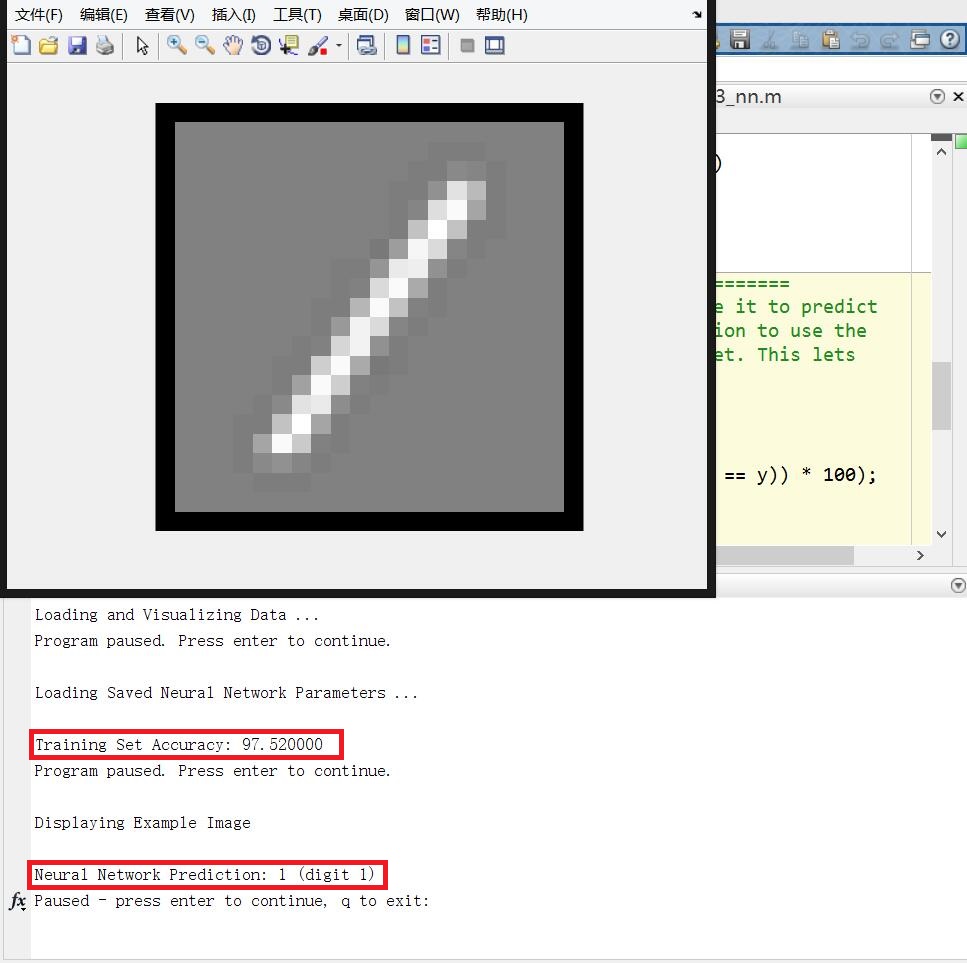 文件(F) 编辑(E) 查看(V) 插入(I) 工具(T) 桌面(D) 窗口(W) 帮助(H)
3_nn.m
)
=======
e it to predict
ion to use the
et. This lets
== y)) * 100);
Loading and Visualizing Data ...
Program paused. Press enter to continue.
Loading Saved Neural Network Parameters ...
Training Set Accuracy: 97.520000
Program paused. Press enter to continue.
Displaying Example Image
Neural Network Prediction: 1 (digit 1)
fx Paused - press enter to continue, q to exit: